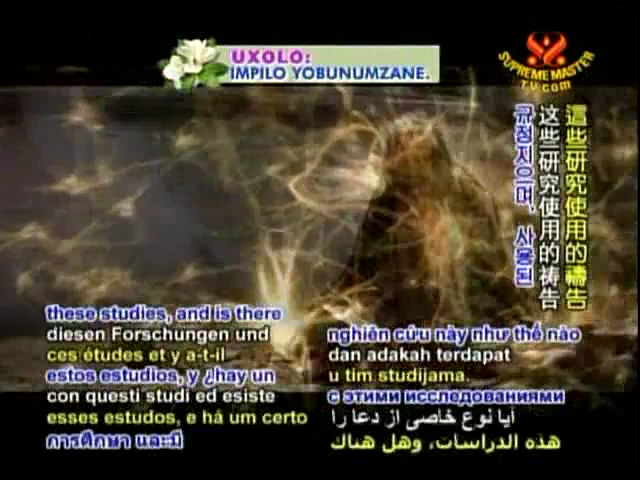 UXOLO:
IMPILO YOBUNUMZANE.
SUPREME MASTER
TV.com
這些研究使用的禱告
这些研究使用的祷告
규정지으며, 사용된
these studies, and is there
diesen Forschungen und
ces études et y a-t-il
estos estudios, y ¿hay un
con questi studi ed esiste
esses estudos, e há um certo
การศึกษา และมี
nghiên cứu này như thế nào
dan adakah terdapat
u tim studijama.
с этими исследованиями
آیا نوع خاصی از دعا را
هذه الدراسات، وهل هناك